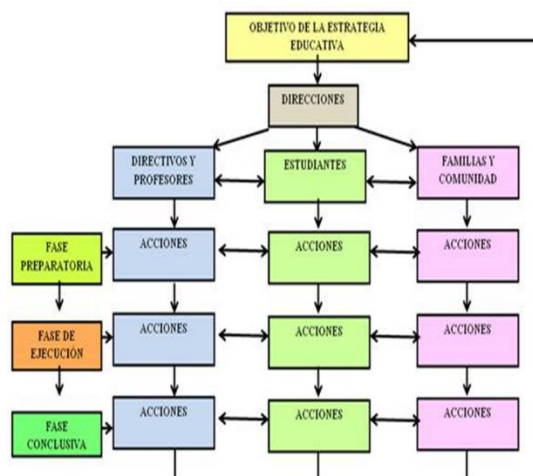 OBJETIVO DE LA ESTRATEGIA
EDUCATIVA
DIRECCIONES
DIRECTIVOS Y
PROFESORES
ESTUDIANTES
FAMILIAS Y
COMUNIDAD
FASE
PREPARATORIA
ACCIONES
ACCIONES
ACCIONES
FASE DE
EJECUCIÓN
ACCIONES
ACCIONES
ACCIONES
FASE
CONCLUSIVA
ACCIONES
ACCIONES
ACCIONES